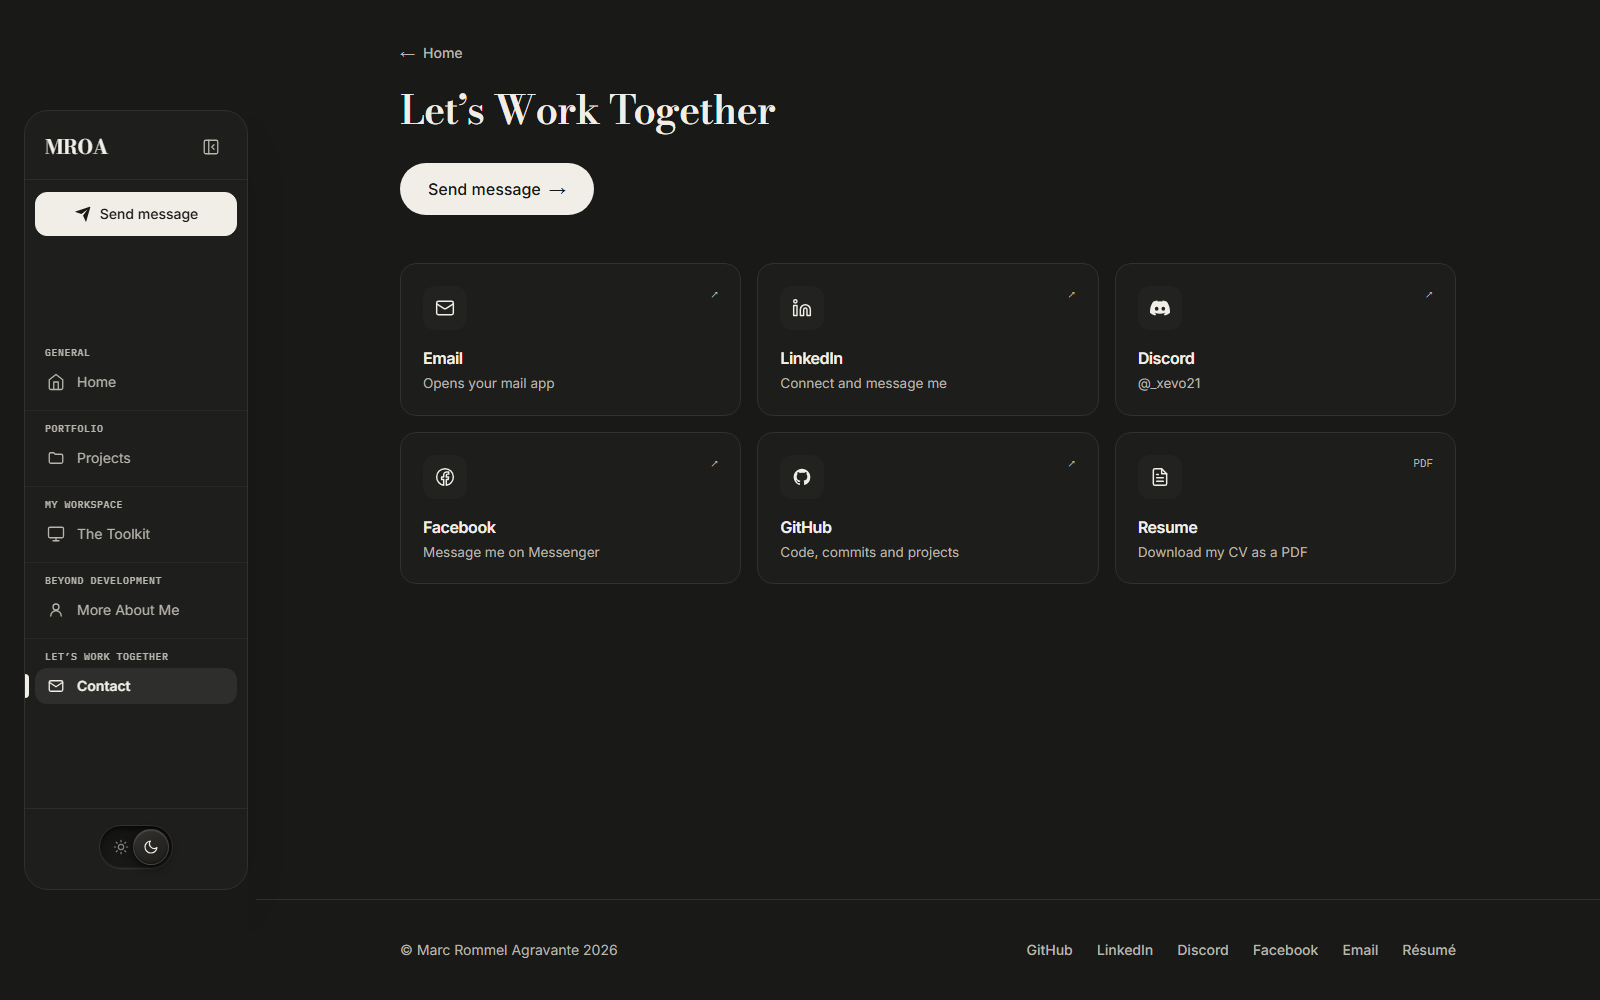 MROA
Send message
GENERAL
Home
PORTFOLIO
Projects
MY WORKSPACE
The Toolkit
BEYOND DEVELOPMENT
More About Me
LET’S WORK TOGETHER
Contact
← Home
Let’s Work Together
Send message →
Email
Opens your mail app
LinkedIn
Connect and message me
Discord
@_xevo21
Facebook
Message me on Messenger
GitHub
Code, commits and projects
PDF
Resume
Download my CV as a PDF
© Marc Rommel Agravante 2026
GitHub LinkedIn Discord Facebook Email Résumé